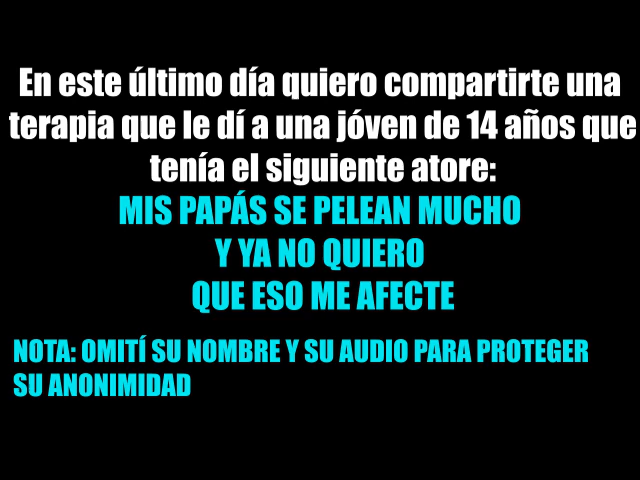 En este último día quiero compartirte una
terapia que le dí a una jóven de 14 años que
tenía el siguiente atore:
MIS PAPÁS SE PELEAN MUCHO
Y YA NO QUIERO
QUE ESO ME AFECTE
NOTA: OMITÍ SU NOMBRE Y SU AUDIO PARA PROTEGER
SU ANONIMIDAD